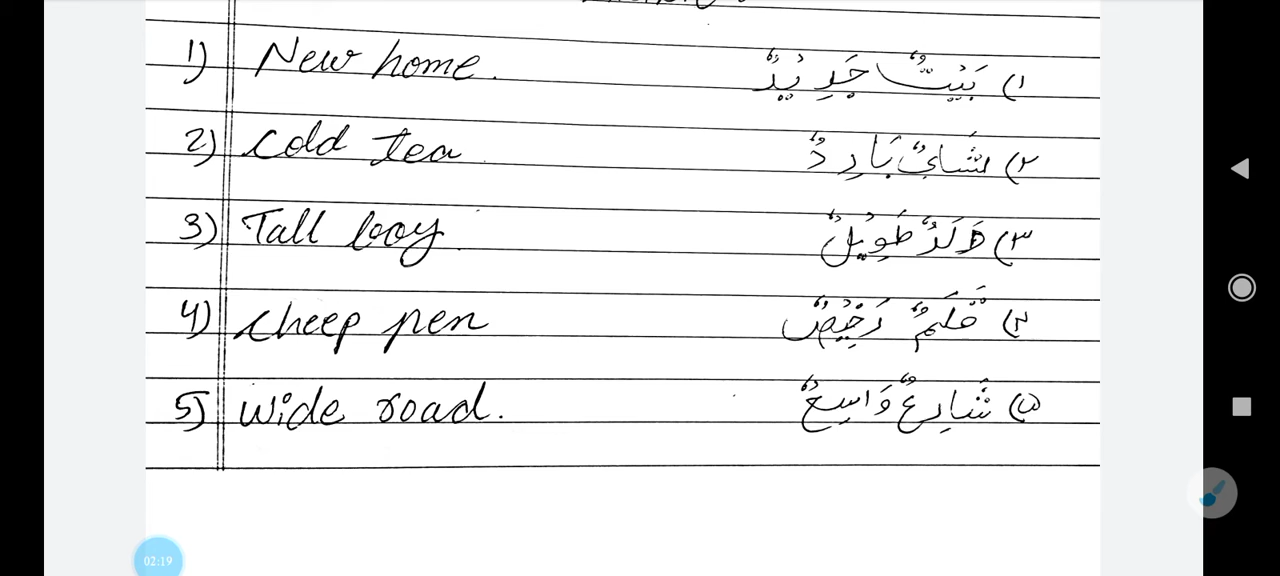 1) New home. ١) بَيْتٌ جَدِيْدٌ
2) cold tea ٢) شَايٌ بَارِدٌ
3) Tall booy. ٣) وَلَدٌ طَوِيْلٌ
4) cheep pen ٤) قَلَمٌ رَخِيْصٌ
5) wide road. ٥) شَارِعٌ وَاسِعٌ
02:19